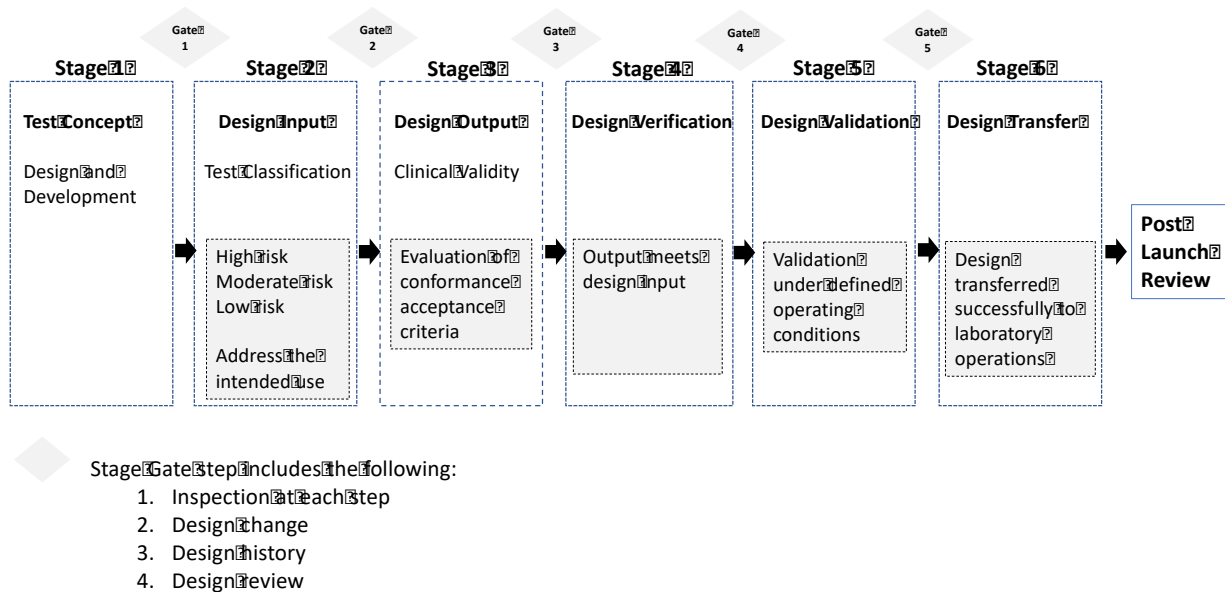 Gate
1
Gate
2
Gate
3
Gate
4
Gate
5
Stage 1
Stage 2
Stage 3
Stage 4
Stage 5
Stage 6
Test Concept
Design and
Development
Design Input
Test Classification
High risk
Moderate risk
Low risk
Address the
intended use
Design Output
Clinical Validity
Evaluation of
conformance
acceptance
criteria
Design Verification
Output meets
design input
Design Validation
Validation
under defined
operating
conditions
Design Transfer
Design
transferred
successfully to
laboratory
operations
Post
Launch
Review
Stage Gate step includes the following:
1. Inspection at each step
2. Design change
3. Design history
4. Design review